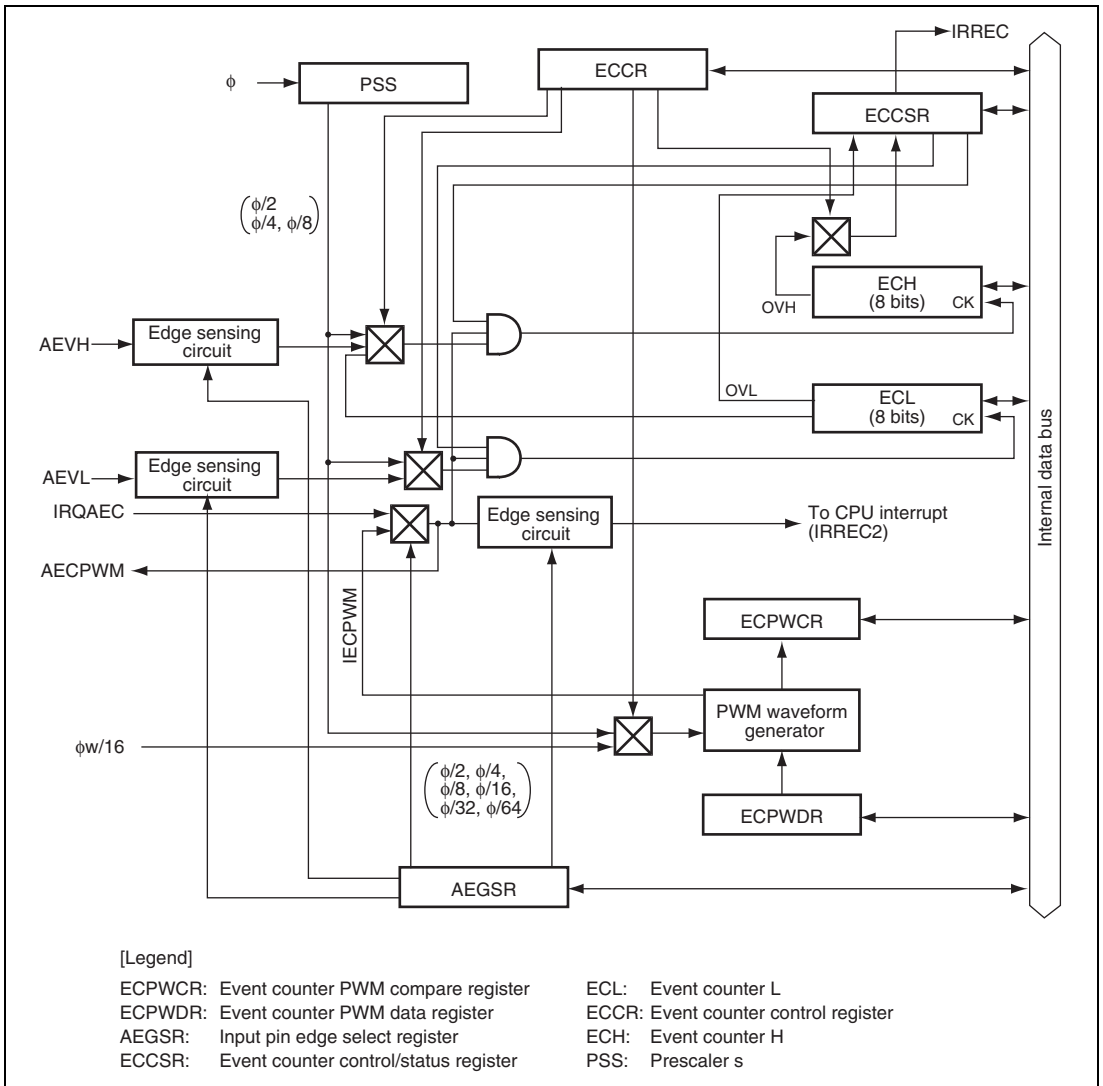 IRREC
φ
PSS
ECCR
ECCSR
(φ/2
φ/4, φ/8)
ECH
(8 bits)
CK
OVH
AEVH
Edge sensing
circuit
OVL
ECL
(8 bits)
CK
AEVL
Edge sensing
circuit
IRQAEC
Edge sensing
circuit
To CPU interrupt
(IRREC2)
AECPWM
IECPWM
Internal data bus
ECPWCR
PWM waveform
generator
φw/16
(φ/2, φ/4,
φ/8, φ/16,
φ/32, φ/64)
ECPWDR
AEGSR
[Legend]
ECPWCR: Event counter PWM compare register
ECPWDR: Event counter PWM data register
AEGSR: Input pin edge select register
ECCSR: Event counter control/status register
ECL: Event counter L
ECCR: Event counter control register
ECH: Event counter H
PSS: Prescaler s